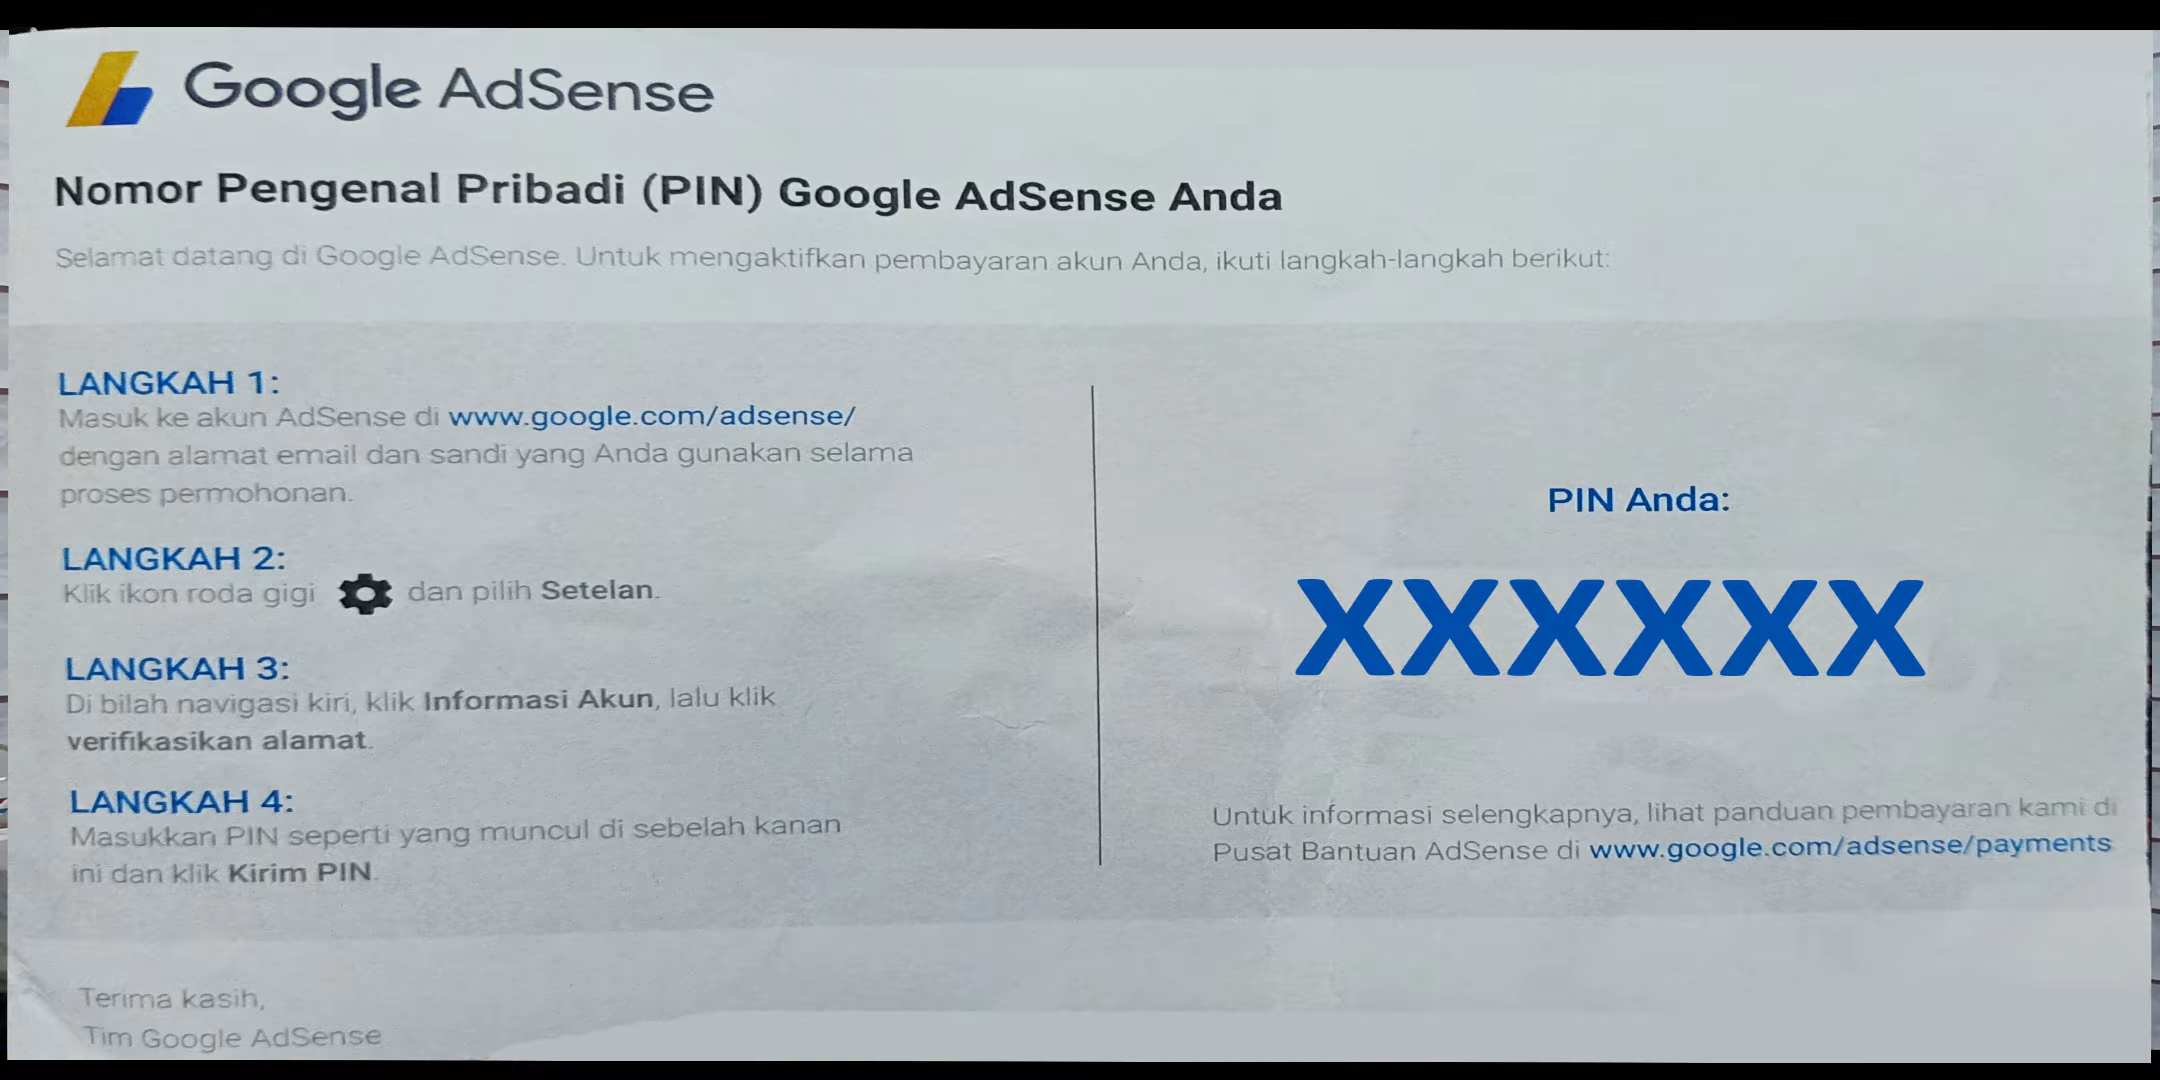 Google AdSense
Nomor Pengenal Pribadi (PIN) Google AdSense Anda
Selamat datang di Google AdSense. Untuk mengaktifkan pembayaran akun Anda, ikuti langkah-langkah berikut:
LANGKAH 1:
Masuk ke akun AdSense di www.google.com/adsense/
dengan alamat email dan sandi yang Anda gunakan selama
proses permohonan.
LANGKAH 2:
Klik ikon roda gigi dan pilih Setelan.
LANGKAH 3:
Di bilah navigasi kiri, klik Informasi Akun, lalu klik
verifikasikan alamat.
LANGKAH 4:
Masukkan PIN seperti yang muncul di sebelah kanan
ini dan klik Kirim PIN.
PIN Anda:
XXXXXX
Untuk informasi selengkapnya, lihat panduan pembayaran kami di
Pusat Bantuan AdSense di www.google.com/adsense/payments
Terima kasih,
Tim Google AdSense